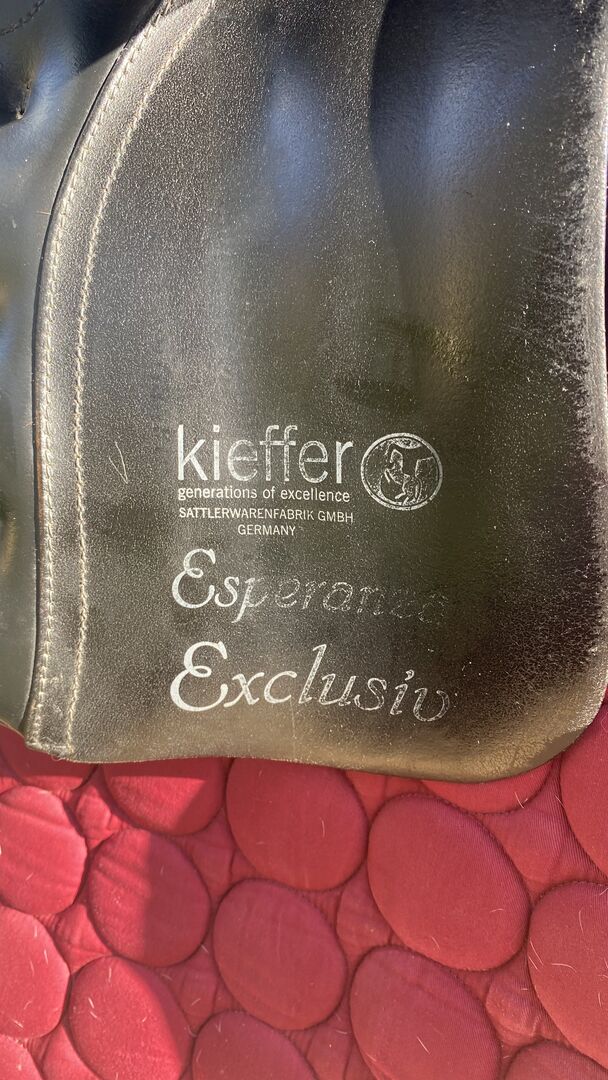 kieffer
generations of excellence
SATTLERWARENFABRIK GMBH
GERMANY
Esperanza
Exclusiv